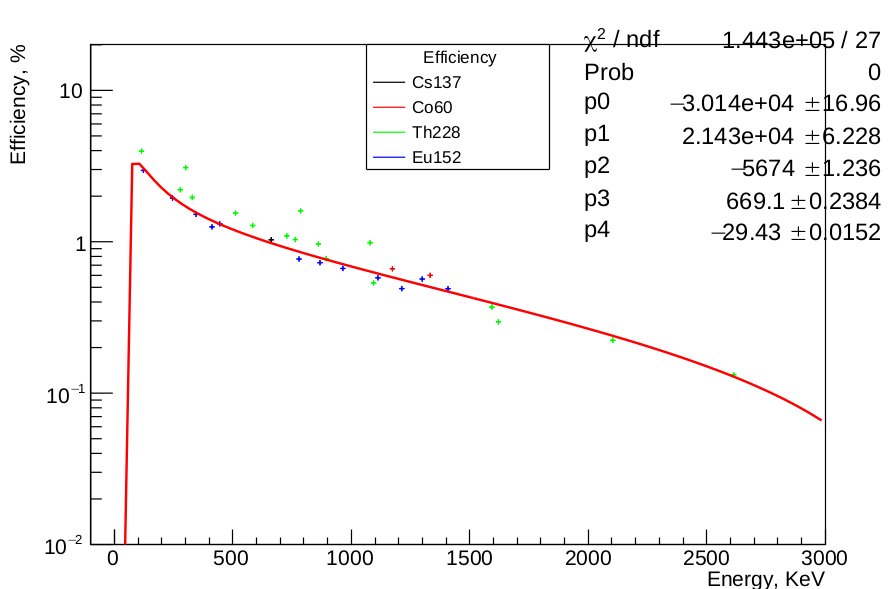 χ² / ndf 1.443e+05 / 27
Prob 0
p0 −3.014e+04 ±16.96
p1 2.143e+04 ±6.228
p2 −5674 ±1.236
p3 669.1 ±0.2384
p4 −29.43 ±0.0152
Efficiency
Cs137
Co60
Th228
Eu152
Efficiency, %
10
1
10⁻¹
10⁻²
0 500 1000 1500 2000 2500 3000
Energy, KeV